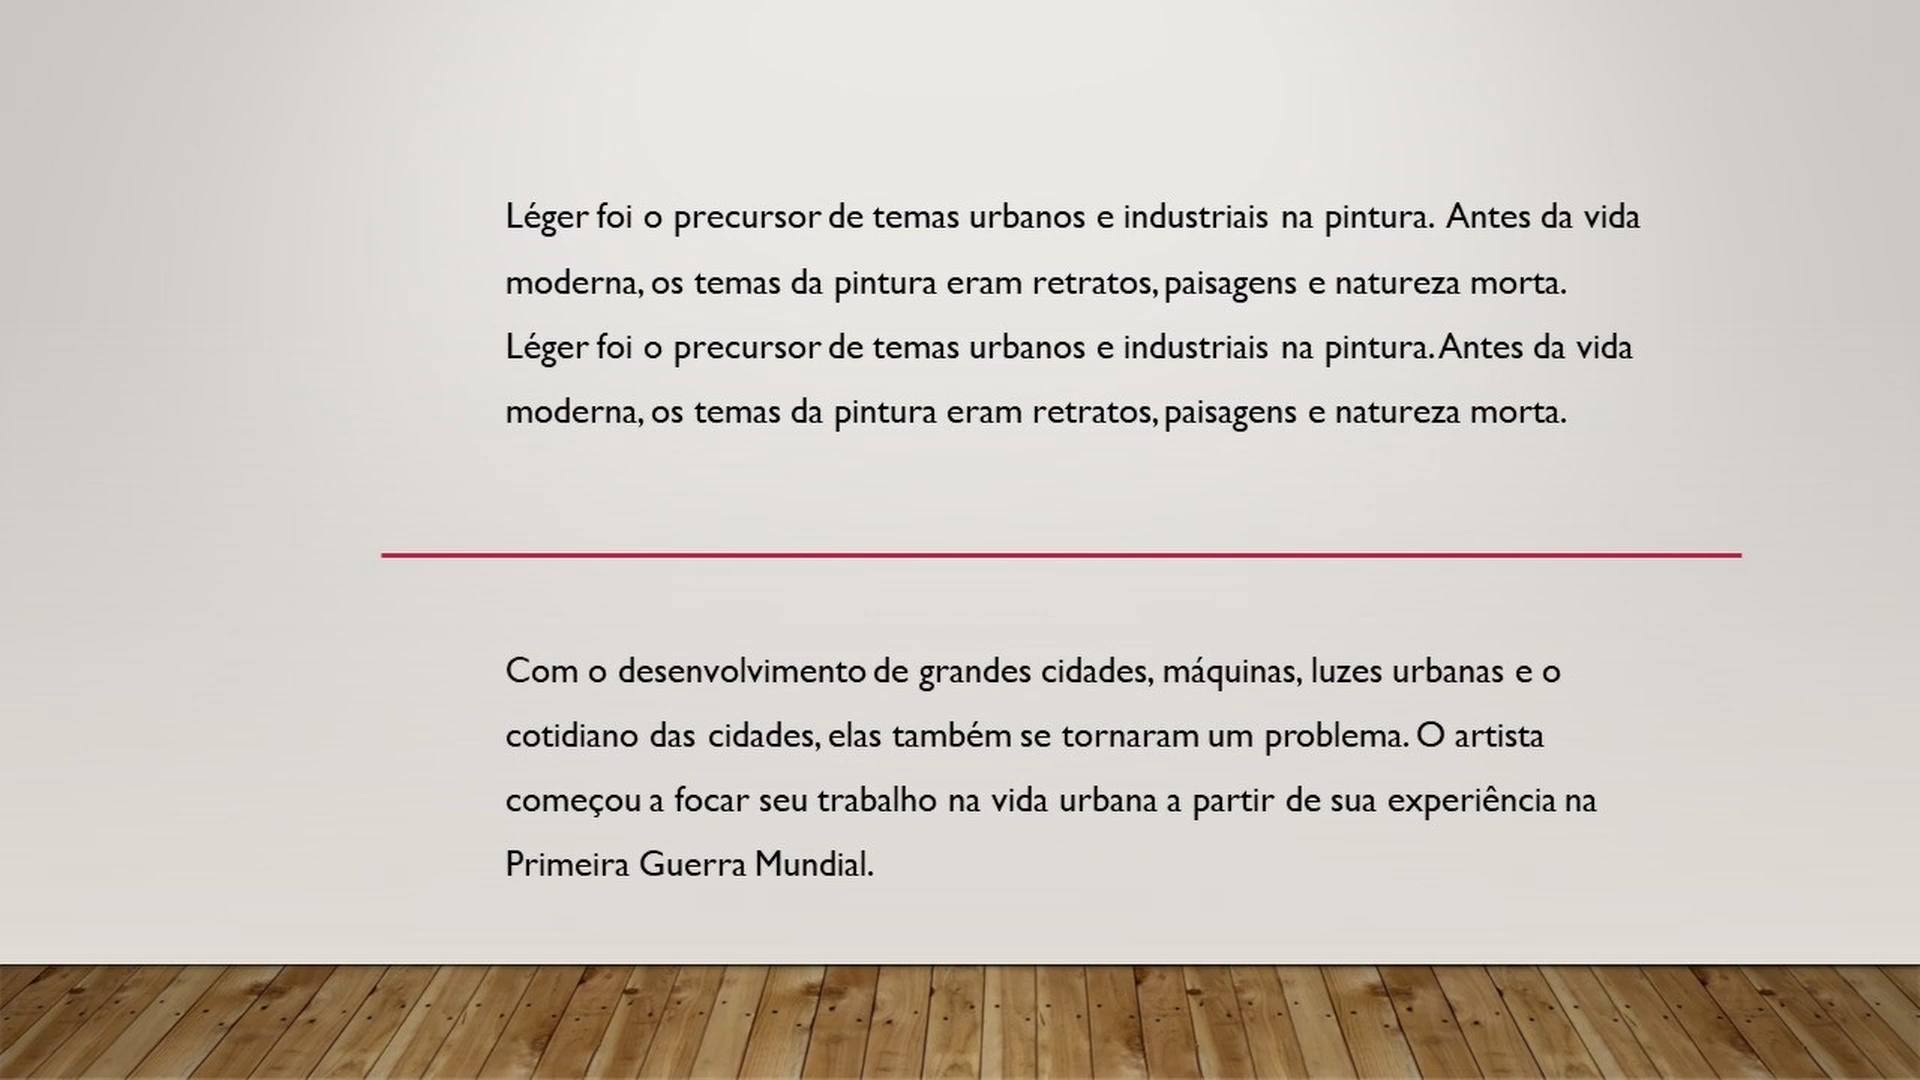 Léger foi o precursor de temas urbanos e industriais na pintura. Antes da vida
moderna, os temas da pintura eram retratos, paisagens e natureza morta.
Léger foi o precursor de temas urbanos e industriais na pintura. Antes da vida
moderna, os temas da pintura eram retratos, paisagens e natureza morta.
Com o desenvolvimento de grandes cidades, máquinas, luzes urbanas e o
cotidiano das cidades, elas também se tornaram um problema. O artista
começou a focar seu trabalho na vida urbana a partir de sua experiência na
Primeira Guerra Mundial.